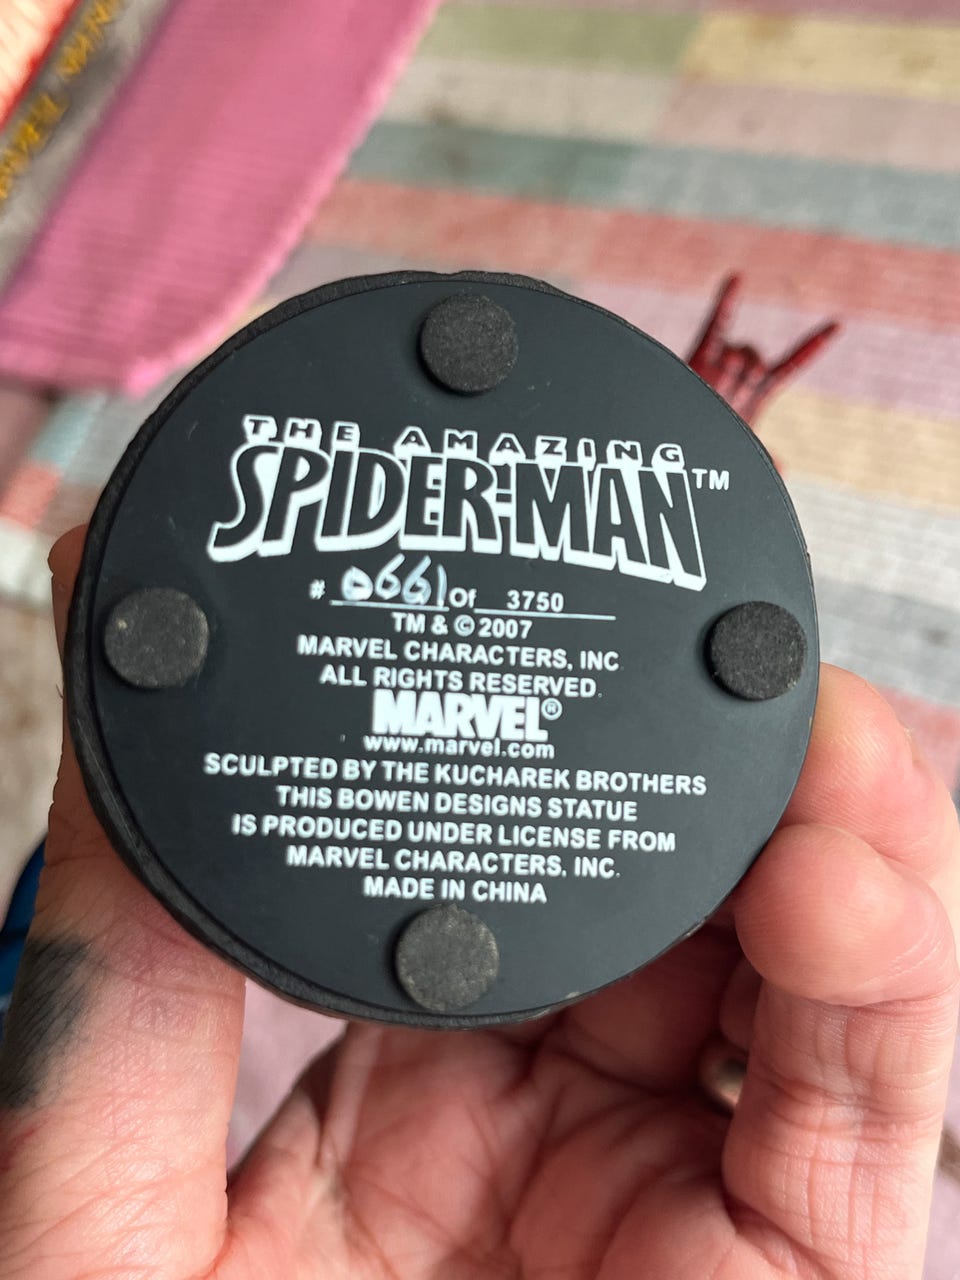 THE AMAZING
SPIDER-MAN™
# 0661 Of 3750
TM & © 2007
MARVEL CHARACTERS, INC
ALL RIGHTS RESERVED.
MARVEL®
www.marvel.com
SCULPTED BY THE KUCHAREK BROTHERS
THIS BOWEN DESIGNS STATUE
IS PRODUCED UNDER LICENSE FROM
MARVEL CHARACTERS, INC.
MADE IN CHINA